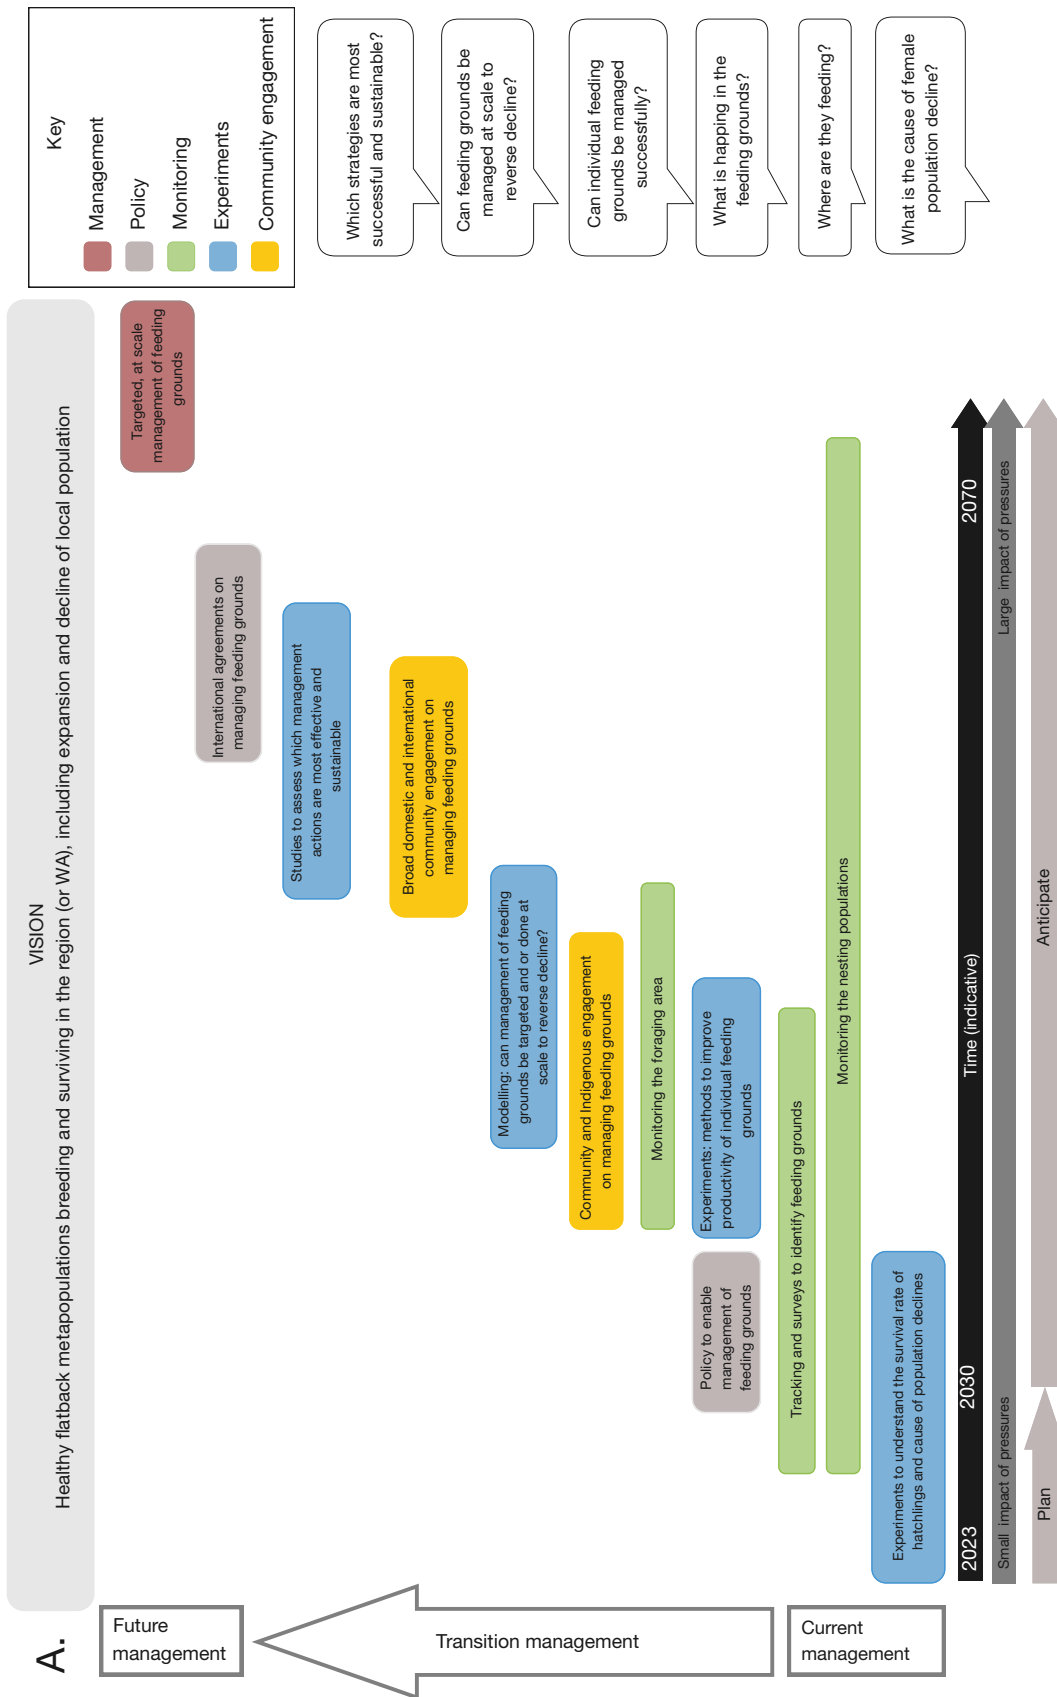 A.
VISION
Healthy flatback metapopulations breeding and surviving in the region (or WA), including expansion and decline of local population
Key
Management
Policy
Monitoring
Experiments
Community engagement
Future
management
Transition management
Current
management
Targeted, at scale
management of feeding
grounds
International agreements on
managing feeding grounds
Studies to assess which management
actions are most effective and
sustainable
Broad domestic and international
community engagement on
managing feeding grounds
Modelling: can management of feeding
grounds be targeted and or done at
scale to reverse decline?
Community and Indigenous engagement
on managing feeding grounds
Monitoring the foraging area
Policy to enable
management of
feeding grounds
Experiments: methods to improve
productivity of individual feeding
grounds
Tracking and surveys to identify feeding grounds
Monitoring the nesting populations
Experiments to understand the survival rate of
hatchlings and cause of population declines
Which strategies are most
successful and sustainable?
Can feeding grounds be
managed at scale to
reverse decline?
Can individual feeding
grounds be managed
successfully?
What is happing in the
feeding grounds?
Where are they feeding?
What is the cause of female
population decline?
2023
2030
Time (indicative)
2070
Small impact of pressures
Large impact of pressures
Plan
Anticipate